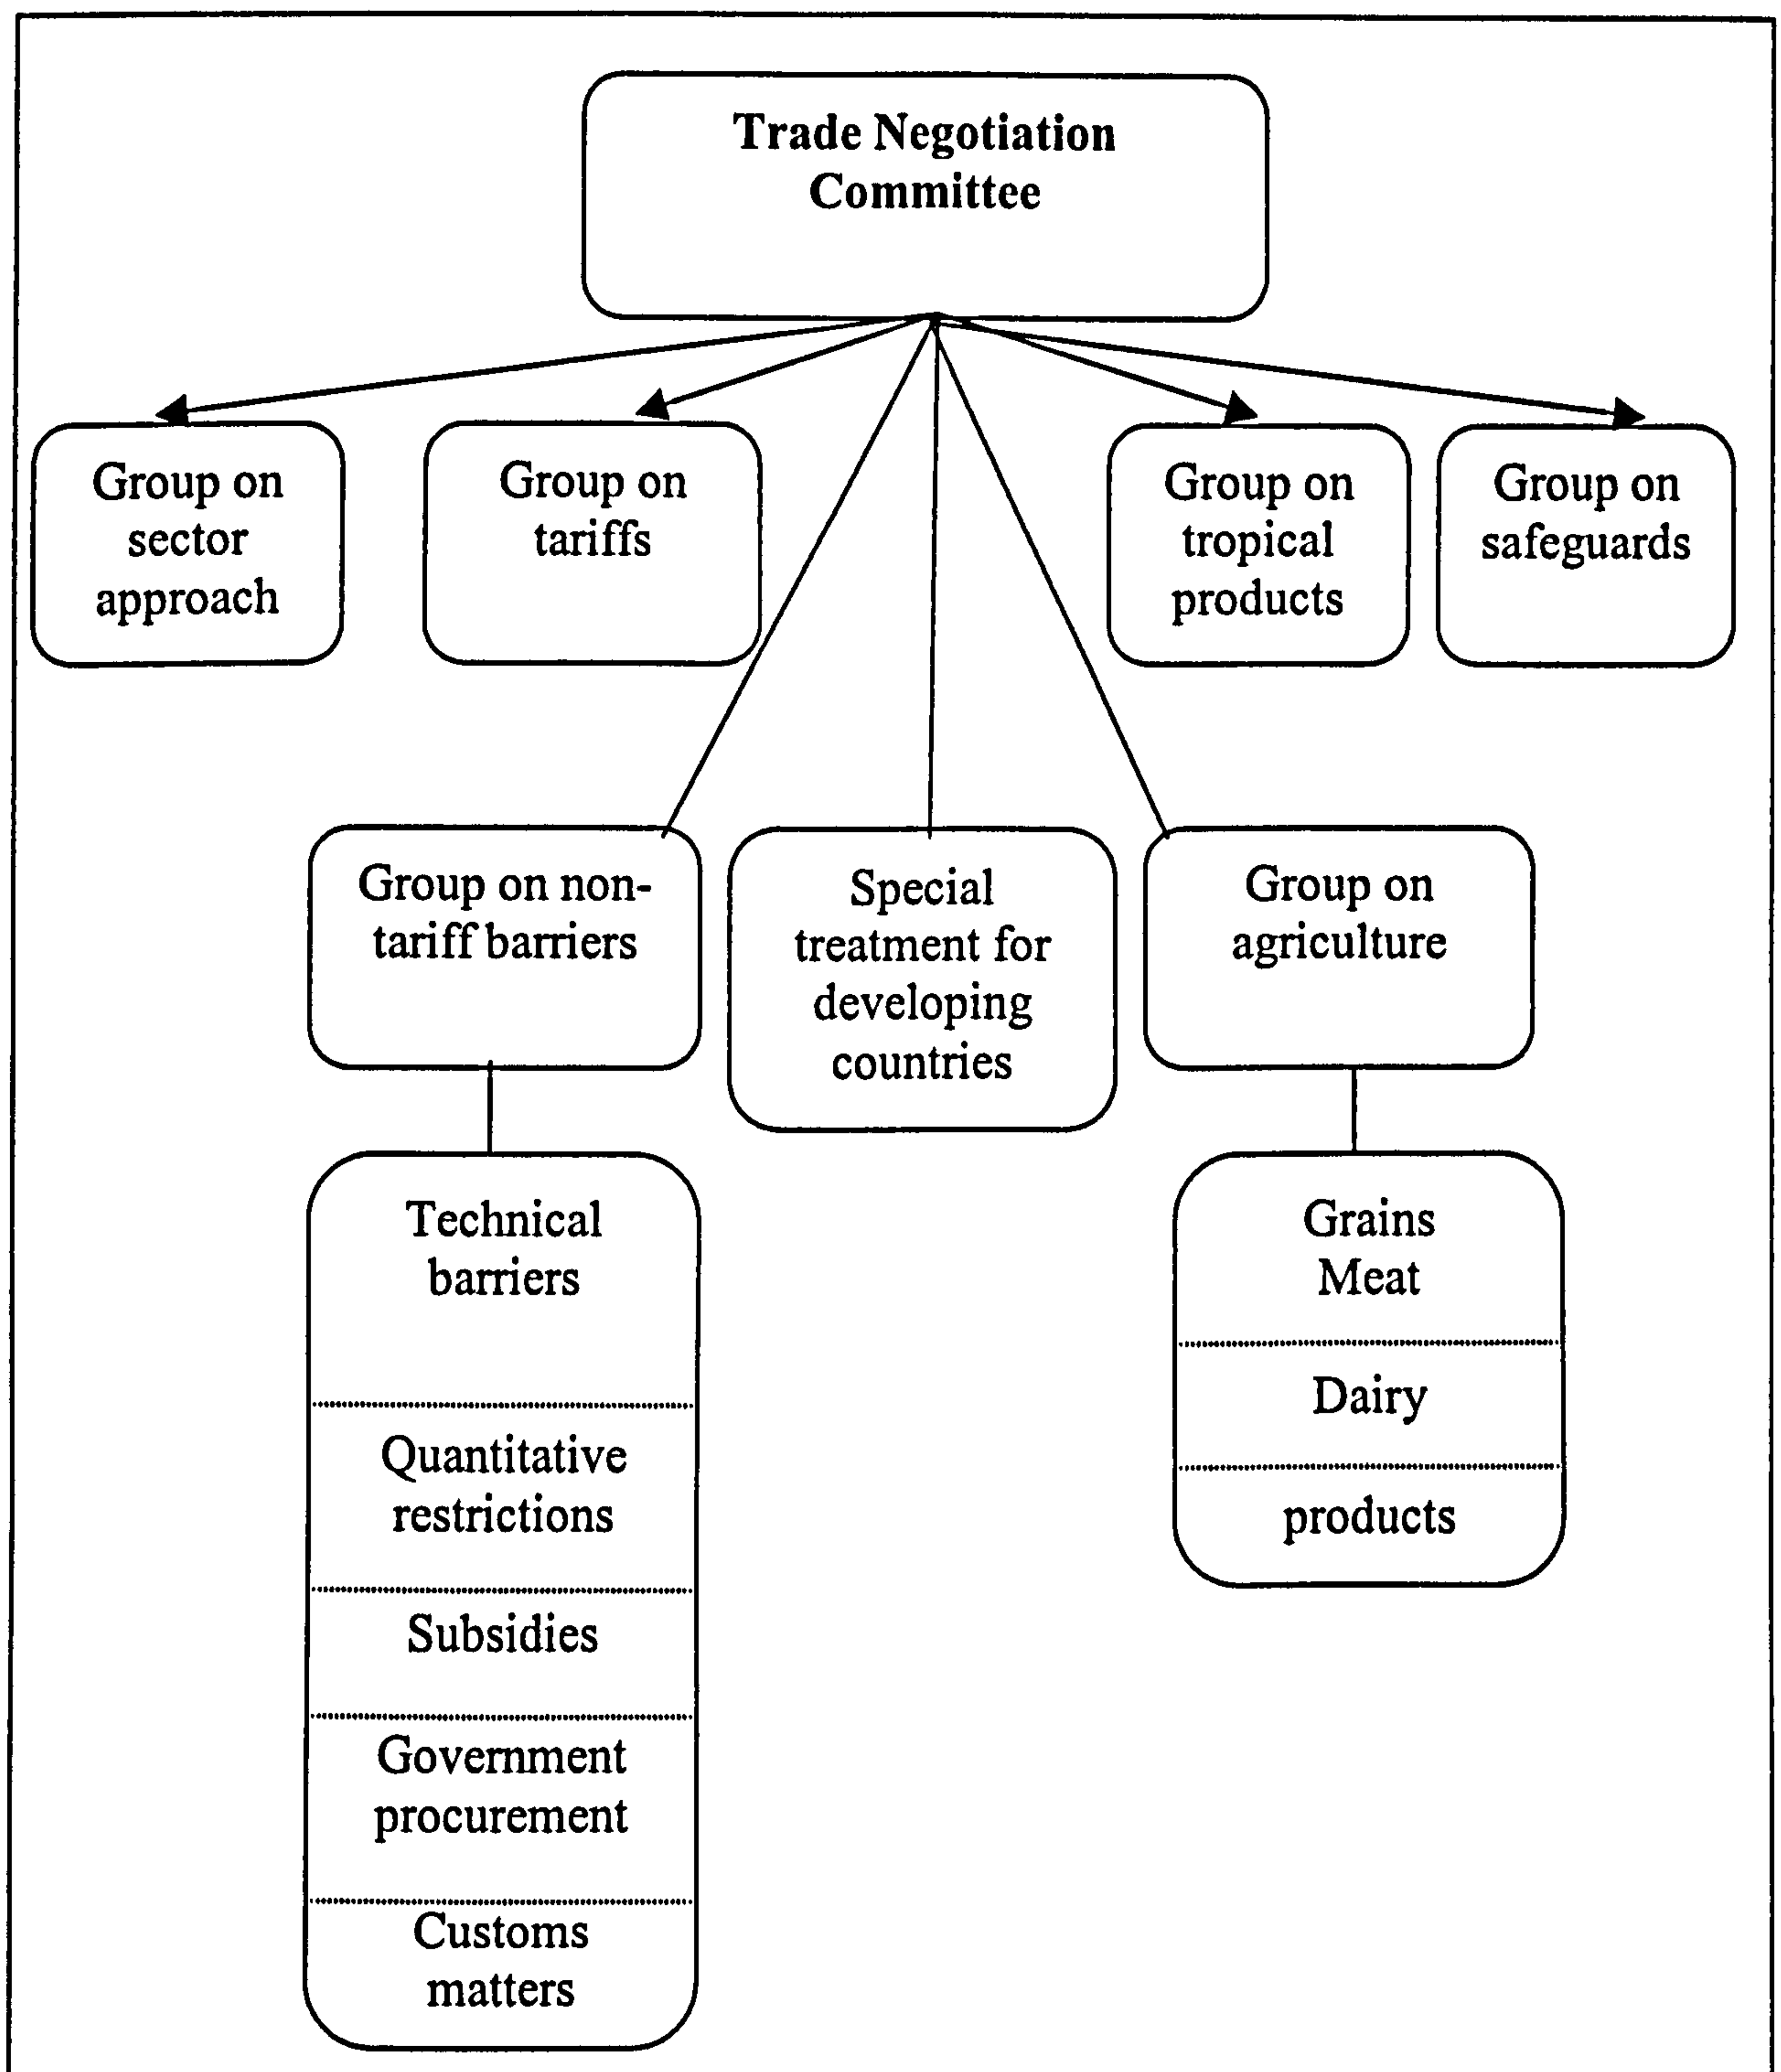 Trade Negotiation
Committee
Group on
sector
approach
Group on
tariffs
Group on
tropical
products
Group on
safeguards
Group on non-
tariff barriers
Special
treatment for
developing
countries
Group on
agriculture
Technical
barriers
Quantitative
restrictions
Subsidies
Government
procurement
Customs
matters
Grains
Meat
Dairy
products